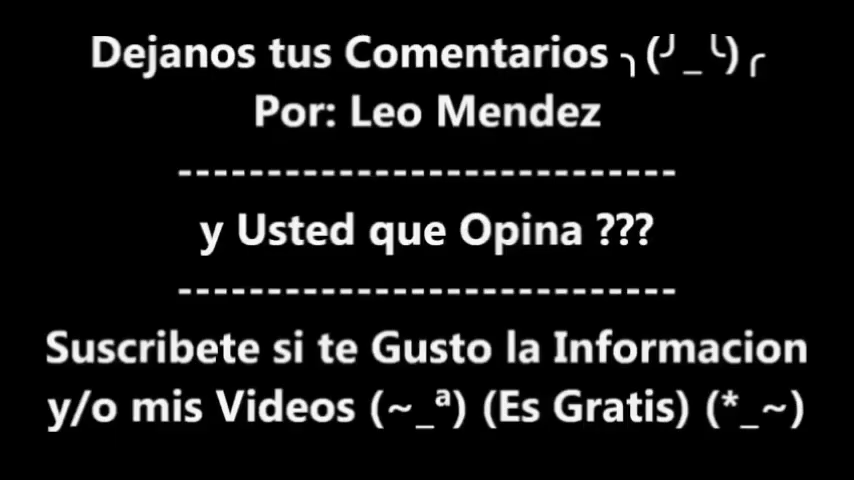 Dejanos tus Comentarios ╮(╯_╰)╭
Por: Leo Mendez
----------------------------
y Usted que Opina ???
----------------------------
Suscribete si te Gusto la Informacion
y/o mis Videos (~_ª) (Es Gratis) (*_~)